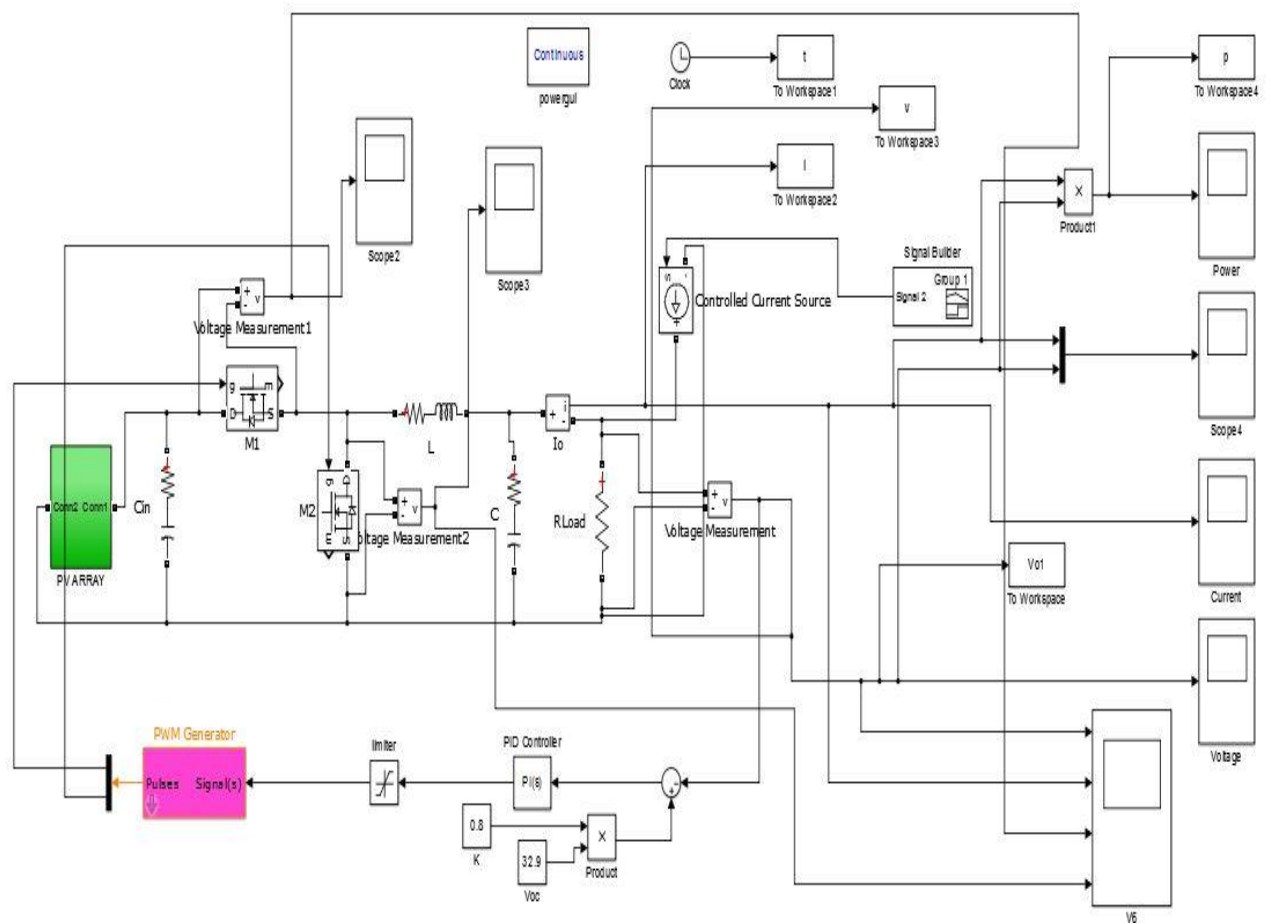 Continuous
powergui
Clock
t
To Workspace1
v
To Workspace3
I
To Workspace2
p
To Workspace4
Scope2
Scope3
×
Product1
Power
Signal Builder
Group 1
Signal 2
s
-
+
Controlled Current Source
+
-
v
Voltage Measurement1
g
m
D
S
M1
L
+
-
i
Io
Scope4
Conn2 Conn1
PV ARRAY
Cin
M2
g
D
m
S
+
-
v
oltage Measurement2
C
RLoad
+
-
v
Voltage Measurement
Vo1
To Workspace
Current
Voltage
PWM Generator
Pulses
Signal(s)
limiter
PID Controller
PI(s)
-
+
0.8
K
32.9
Voc
×
Product
V6